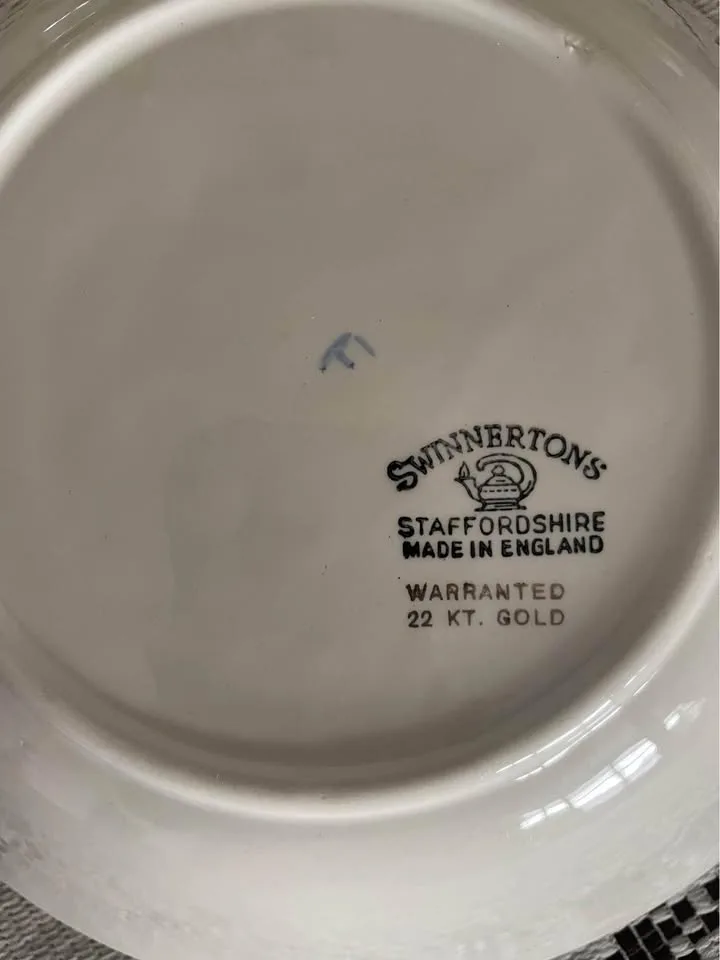 SWINNERTONS
STAFFORDSHIRE
MADE IN ENGLAND
WARRANTED
22 KT. GOLD